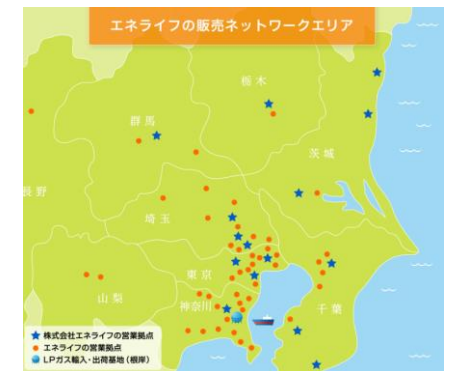 エネライフの販売ネットワークエリア
栃木
群馬
茨城
長野
埼玉
東京
山梨
神奈川
千葉
株式会社エネライフの営業拠点
エネライフの営業拠点
LPガス輸入・出荷基地(根岸)